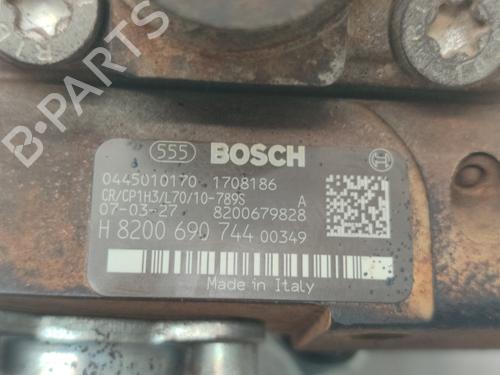 B-PARTS
555 BOSCH
0445010170 1708186
CR/CP1H3/L70/10-789S A
07-03-27 8200679828
H 8200 690 744 00349
Made in Italy